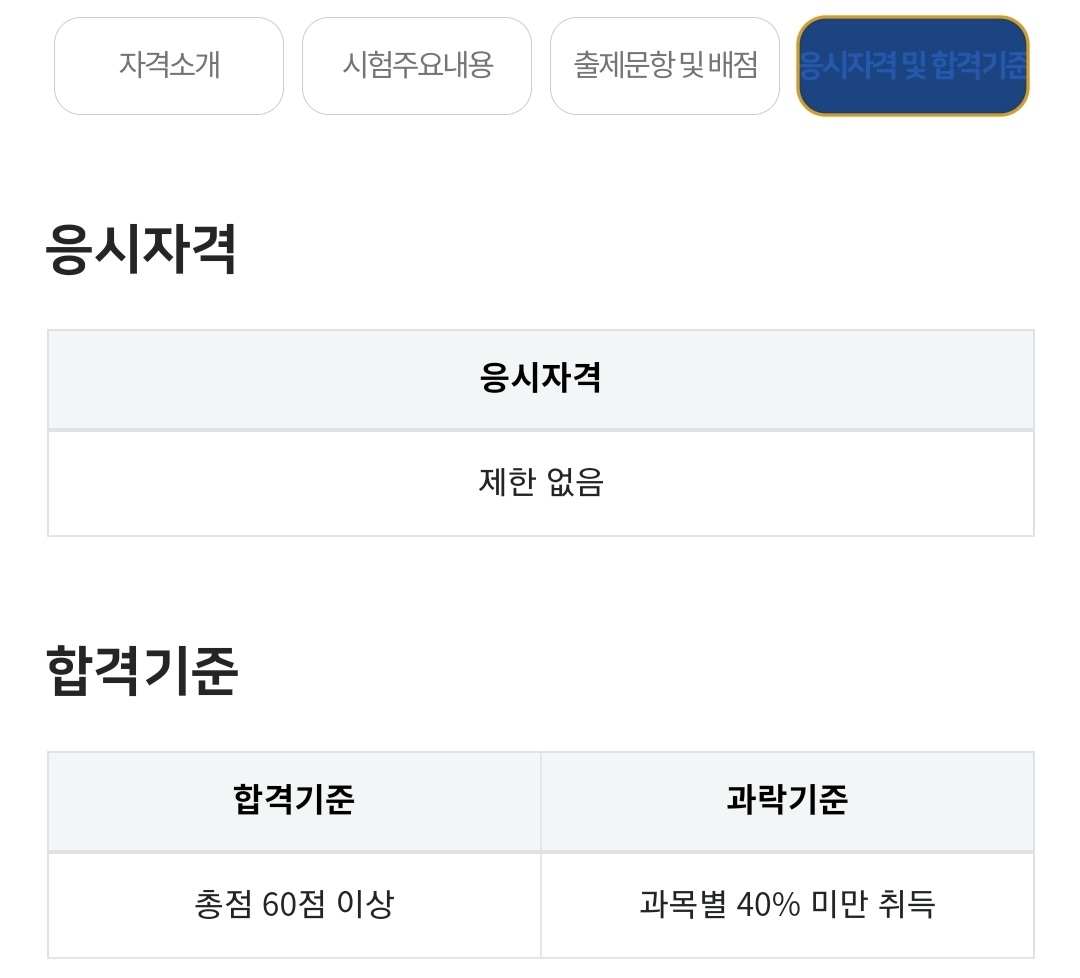 자격소개
시험주요내용
출제문항 및 배점
응시자격 및 합격기준
응시자격
응시자격
제한 없음
합격기준
합격기준
과락기준
총점 60점 이상
과목별 40% 미만 취득